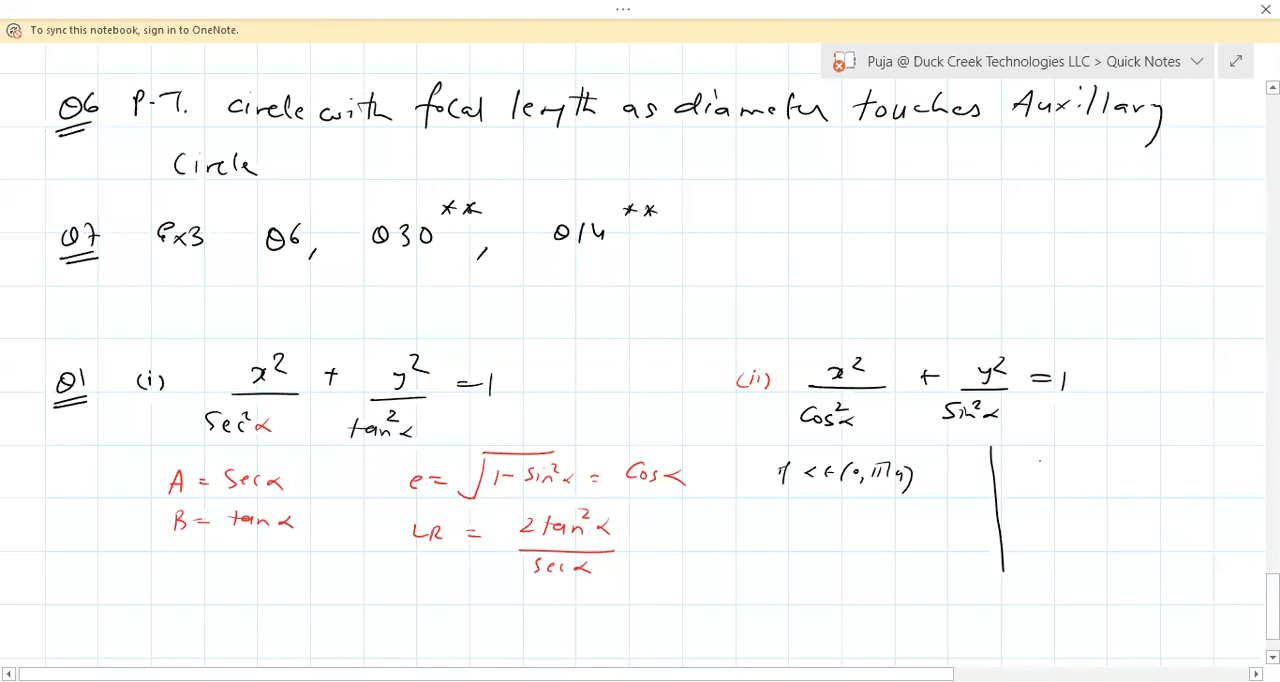 ...
To sync this notebook, sign in to OneNote.
Puja @ Duck Creek Technologies LLC > Quick Notes
Q6 P.T. Circle with focal length as diameter touches Auxillary
Circle
Q7 Ex3 Q6, Q30**, Q14**
Q1 (i) x²/sec²α + y²/tan²α = 1 (ii) x²/cos²α + y²/sin²α = 1
A = secα e = √(1-sin²α) = cosα If α ∈ (0, π/4)
B = tanα LR = 2tan²α/secα